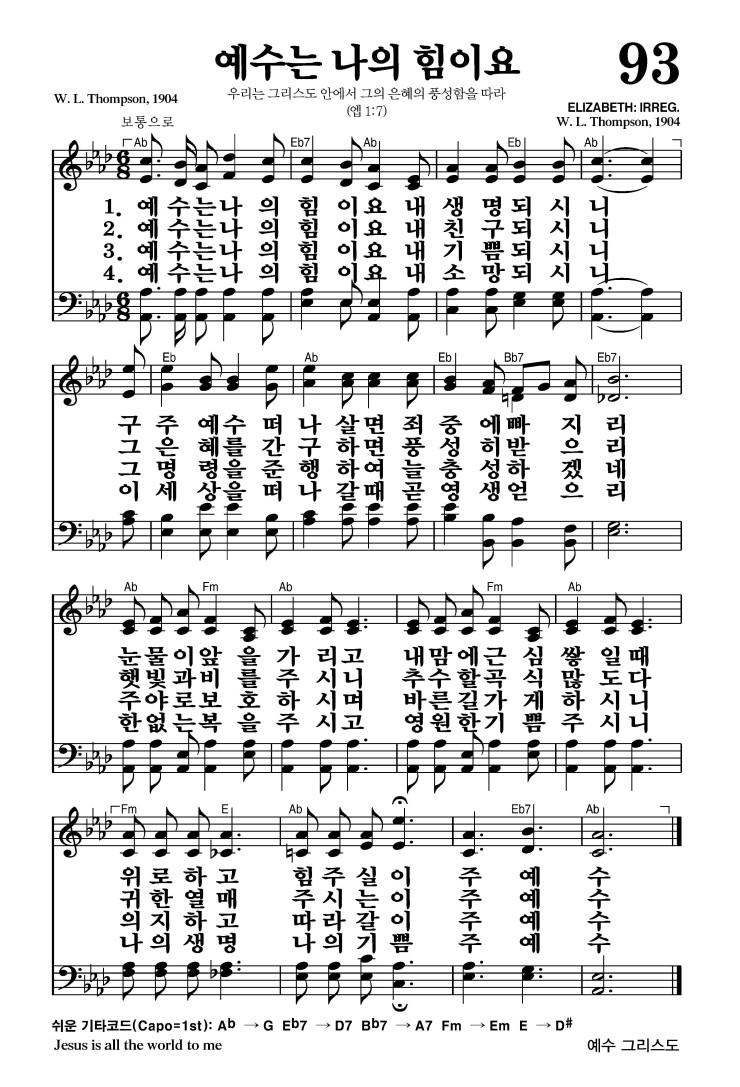 예수는 나의 힘이요
93
W. L. Thompson, 1904
우리는 그리스도 안에서 그의 은혜의 풍성함을 따라
(엡 1:7)
ELIZABETH: IRREG.
W. L. Thompson, 1904
보통으로
Ab Eb7 Ab Eb Ab
6 8
1. 예 수는나 의 힘 이요 내 생 명되 시 니
2. 예 수는나 의 힘 이요 내 친 구되 시 니
3. 예 수는나 의 힘 이요 내 기 쁨되 시 니
4. 예 수는나 의 힘 이요 내 소 망되 시 니
6 8
Eb Ab Eb Bb7 Eb7
구 주 예수 떠 나 살면 죄 중 에빠 지 리
그 은 혜를 간 구 하면 풍 성 히받 으 리
그 명 령을 준 행 하여 늘 충 성하 겠 네
이 세 상을 떠 나 갈때 곧 영 생얻 으 리
Ab Fm Ab Fm Ab
눈 물 이앞 을 가 리고 내맘 에근 심 쌓 일때
햇빛 과비 를 주 시니 추수 할곡 식 많 도다
주야 로보 호 하 시며 바른 길가 게 하 시니
한없 는복 을 주 시고 영원 한기 쁨 주 시니
Fm E Ab Eb7 Ab
위 로 하 고 힘 주 실 이 주 예 수
귀 한 열 매 주 시 는 이 주 예 수
의 지 하 고 따 라 갈 이 주 예 수
나 의 생 명 나 의 기 쁨 주 예 수
쉬운 기타코드(Capo=1st): Ab → G Eb7 → D7 Bb7 → A7 Fm → Em E → D#
Jesus is all the world to me
예수 그리스도